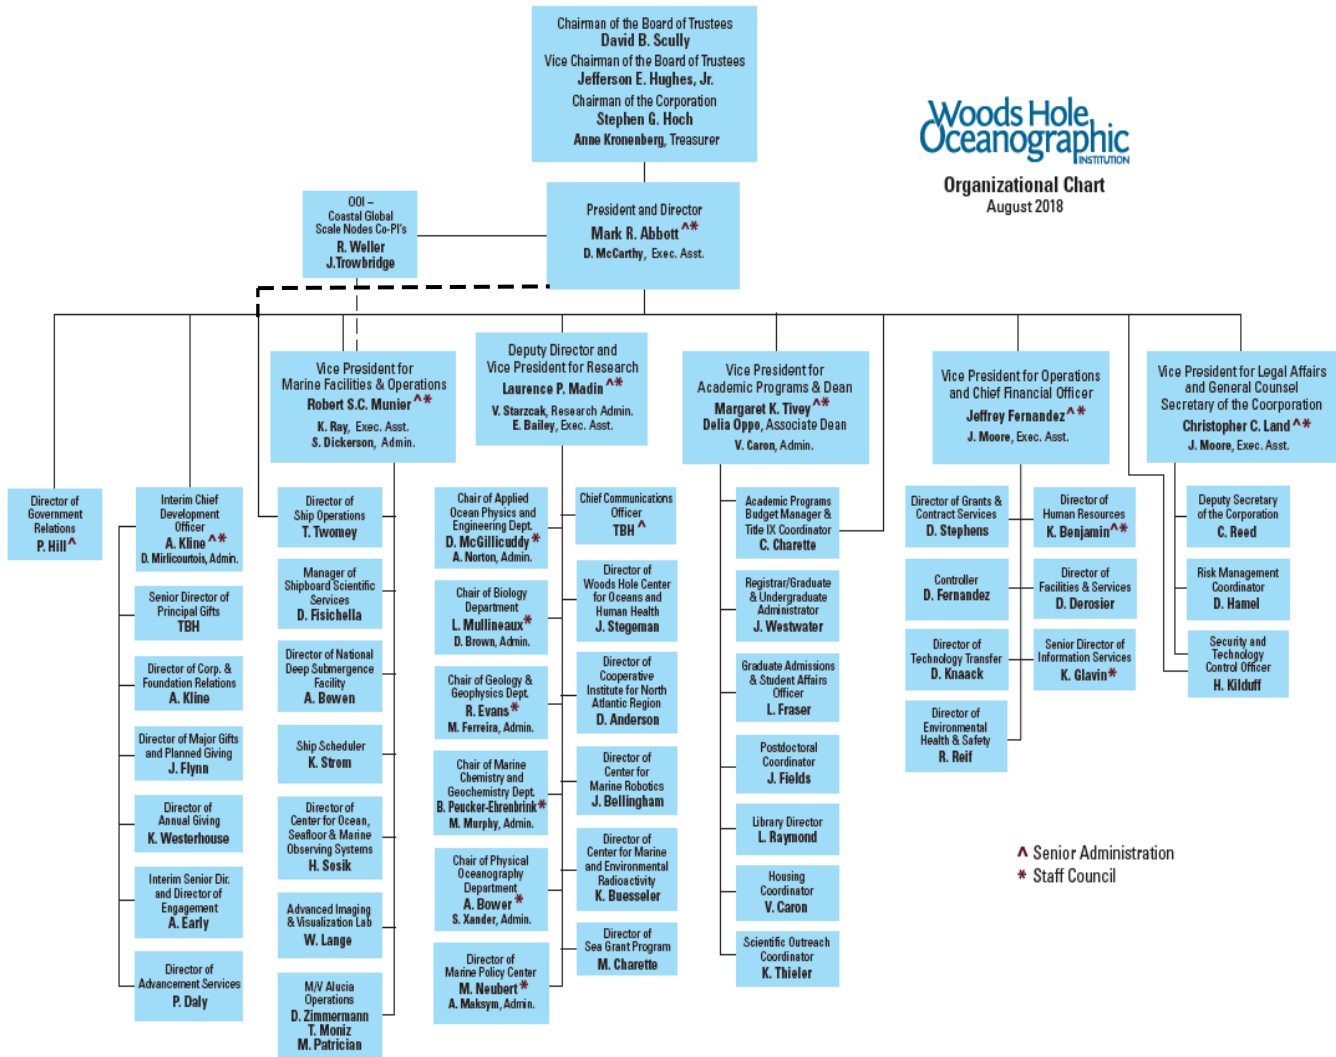 Chairman of the Board of Trustees
David B. Scully
Vice Chairman of the Board of Trustees
Jefferson E. Hughes, Jr.
Chairman of the Corporation
Stephen G. Hoch
Anne Kronenberg, Treasurer
Woods Hole
Oceanographic
INSTITUTION
Organizational Chart
August 2018
OOI –
Coastal Global
Scale Nodes Co-PI's
R. Weller
J.Trowbridge
President and Director
Mark R. Abbott ^*
D. McCarthy, Exec. Asst.
Vice President for
Marine Facilities & Operations
Robert S.C. Munier ^*
K. Ray, Exec. Asst.
S. Dickerson, Admin.
Deputy Director and
Vice President for Research
Laurence P. Madin ^*
V. Starzcak, Research Admin.
E. Bailey, Exec. Asst.
Vice President for
Academic Programs & Dean
Margaret K. Tivey ^*
Delia Oppo, Associate Dean
V. Caron, Admin.
Vice President for Operations
and Chief Financial Officer
Jeffrey Fernandez ^*
J. Moore, Exec. Asst.
Vice President for Legal Affairs
and General Counsel
Secretary of the Coorporation
Christopher C. Land ^*
J. Moore, Exec. Asst.
Director of
Government
Relations
P. Hill ^
Interim Chief
Development
Officer
A. Kline ^*
D. Mirlicourtois, Admin.
Senior Director of
Principal Gifts
TBH
Director of Corp. &
Foundation Relations
A. Kline
Director of Major Gifts
and Planned Giving
J. Flynn
Director of
Annual Giving
K. Westerhouse
Interim Senior Dir.
and Director of
Engagement
A. Early
Director of
Advancement Services
P. Daly
Director of
Ship Operations
T. Twomey
Manager of
Shipboard Scientific
Services
D. Fisichella
Director of National
Deep Submergence
Facility
A. Bowen
Ship Scheduler
K. Strom
Director of
Center for Ocean,
Seafloor & Marine
Observing Systems
H. Sosik
Advanced Imaging
& Visualization Lab
W. Lange
M/V Alucia
Operations
D. Zimmermann
T. Moniz
M. Patrician
Chair of Applied
Ocean Physics and
Engineering Dept.
D. McGillicuddy *
A. Norton, Admin.
Chair of Biology
Department
L. Mullineaux *
D. Brown, Admin.
Chair of Geology &
Geophysics Dept.
R. Evans *
M. Ferreira, Admin.
Chair of Marine
Chemistry and
Geochemistry Dept.
B. Peucker-Ehrenbrink *
M. Murphy, Admin.
Chair of Physical
Oceanography
Department
A. Bower *
S. Xander, Admin.
Director of
Marine Policy Center
M. Neubert *
A. Maksym, Admin.
Chief Communications
Officer
TBH ^
Director of
Woods Hole Center
for Oceans and
Human Health
J. Stegeman
Director of
Cooperative
Institute for North
Atlantic Region
D. Anderson
Director of
Center for
Marine Robotics
J. Bellingham
Director of
Center for Marine
and Environmental
Radioactivity
K. Buesseler
Director of
Sea Grant Program
M. Charette
Academic Programs
Budget Manager &
Title IX Coordinator
C. Charette
Registrar/Graduate
& Undergraduate
Administrator
J. Westwater
Graduate Admissions
& Student Affairs
Officer
L. Fraser
Postdoctoral
Coordinator
J. Fields
Library Director
L. Raymond
Housing
Coordinator
V. Caron
Scientific Outreach
Coordinator
K. Thieler
Director of Grants &
Contract Services
D. Stephens
Controller
D. Fernandez
Director of
Technology Transfer
D. Knaack
Director of
Environmental
Health & Safety
R. Reif
Director of
Human Resources
K. Benjamin ^*
Director of
Facilities & Services
D. Derosier
Senior Director of
Information Services
K. Glavin *
Deputy Secretary
of the Corporation
C. Reed
Risk Management
Coordinator
D. Hamel
Security and
Technology
Control Officer
H. Kilduff
^ Senior Administration
* Staff Council